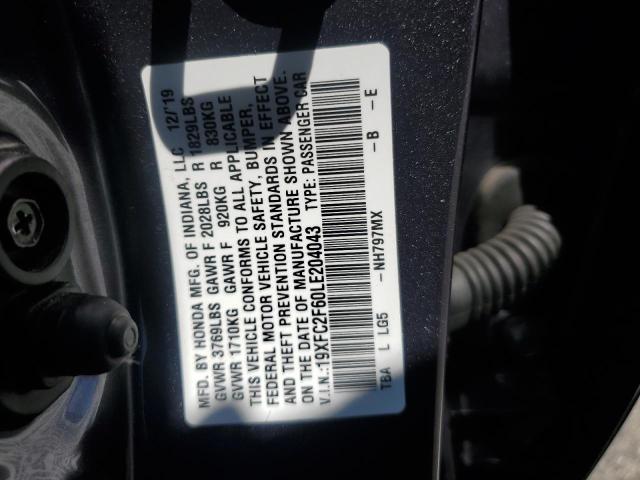 MFD. BY HONDA MFG. OF INDIANA, LLC 12/'19
GVWR 3769LBS GAWR F 2028LBS R 1829LBS
GVWR 1710KG GAWR F 920KG R 830KG
THIS VEHICLE CONFORMS TO ALL APPLICABLE
FEDERAL MOTOR VEHICLE SAFETY, BUMPER,
AND THEFT PREVENTION STANDARDS IN EFFECT
ON THE DATE OF MANUFACTURE SHOWN ABOVE.
V.I.N.:19XFC2F60LE204043 TYPE: PASSENGER CAR
TBA L LG5 -NH797MX -B -E